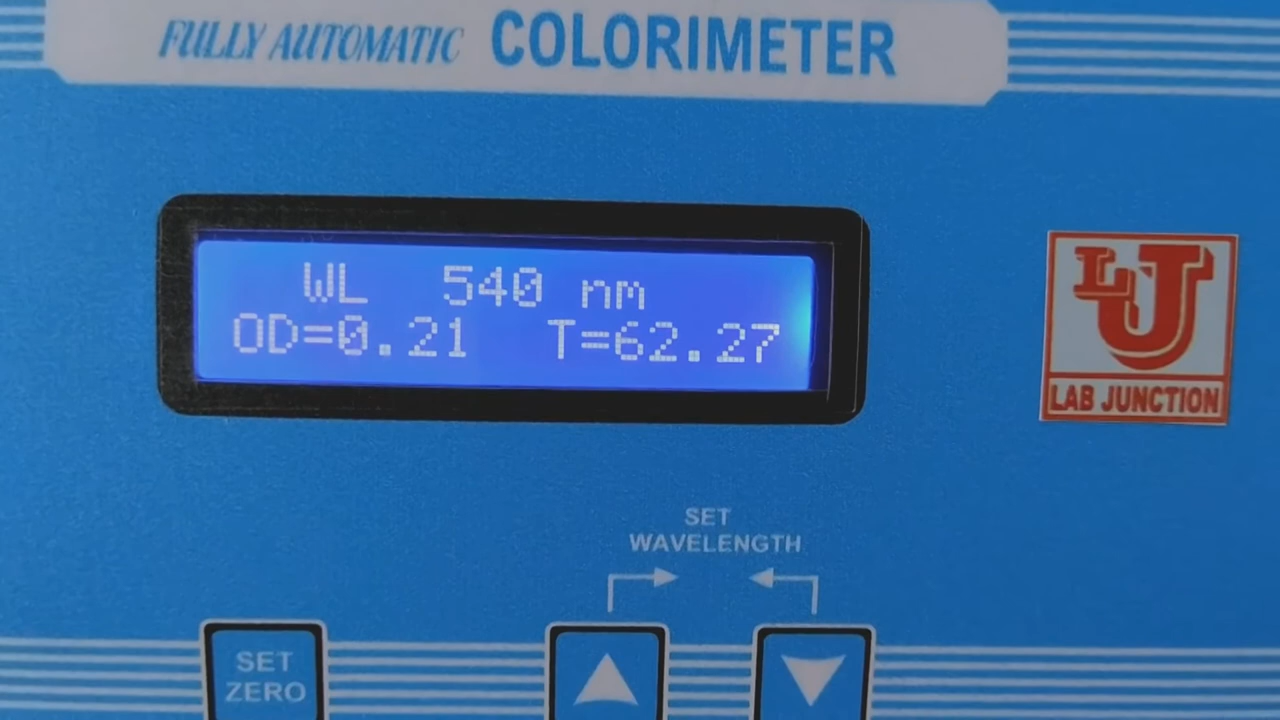 FULLY AUTOMATIC COLORIMETER
WL 540 nm
OD=0.21 T=62.27
LJ
LAB JUNCTION
SET
WAVELENGTH
SET
ZERO